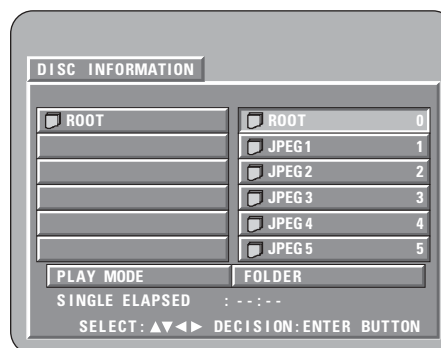 DISC INFORMATION
ROOT ROOT 0
JPEG1 1
JPEG2 2
JPEG3 3
JPEG4 4
JPEG5 5
PLAY MODE FOLDER
SINGLE ELAPSED : --:--
SELECT: ▲▼◀▶ DECISION:ENTER BUTTON